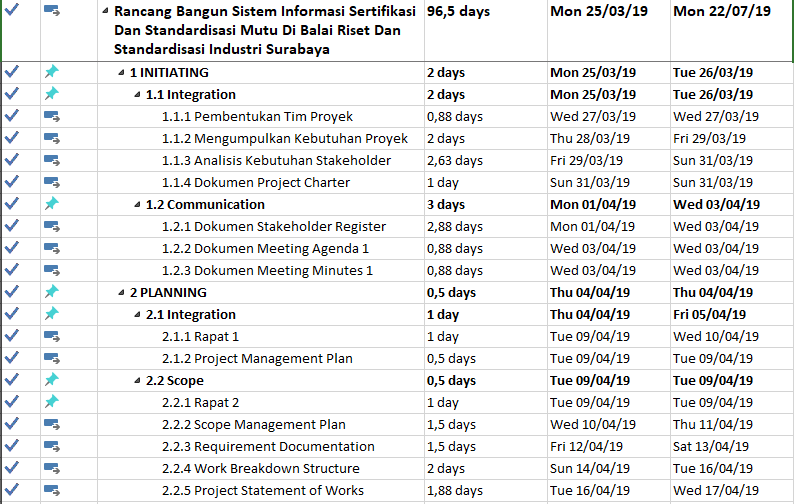 Rancang Bangun Sistem Informasi Sertifikasi 96,5 days Mon 25/03/19 Mon 22/07/19
Dan Standardisasi Mutu Di Balai Riset Dan
Standardisasi Industri Surabaya
1 INITIATING 2 days Mon 25/03/19 Tue 26/03/19
1.1 Integration 2 days Mon 25/03/19 Tue 26/03/19
1.1.1 Pembentukan Tim Proyek 0,88 days Wed 27/03/19 Wed 27/03/19
1.1.2 Mengumpulkan Kebutuhan Proyek 2 days Thu 28/03/19 Fri 29/03/19
1.1.3 Analisis Kebutuhan Stakeholder 2,63 days Fri 29/03/19 Sun 31/03/19
1.1.4 Dokumen Project Charter 1 day Sun 31/03/19 Sun 31/03/19
1.2 Communication 3 days Mon 01/04/19 Wed 03/04/19
1.2.1 Dokumen Stakeholder Register 2,88 days Mon 01/04/19 Wed 03/04/19
1.2.2 Dokumen Meeting Agenda 1 0,88 days Wed 03/04/19 Wed 03/04/19
1.2.3 Dokumen Meeting Minutes 1 0,88 days Wed 03/04/19 Wed 03/04/19
2 PLANNING 0,5 days Thu 04/04/19 Thu 04/04/19
2.1 Integration 1 day Thu 04/04/19 Fri 05/04/19
2.1.1 Rapat 1 1 day Tue 09/04/19 Wed 10/04/19
2.1.2 Project Management Plan 0,5 days Tue 09/04/19 Tue 09/04/19
2.2 Scope 0,5 days Tue 09/04/19 Tue 09/04/19
2.2.1 Rapat 2 1 day Tue 09/04/19 Tue 09/04/19
2.2.2 Scope Management Plan 1,5 days Wed 10/04/19 Thu 11/04/19
2.2.3 Requirement Documentation 1,5 days Fri 12/04/19 Sat 13/04/19
2.2.4 Work Breakdown Structure 2 days Sun 14/04/19 Tue 16/04/19
2.2.5 Project Statement of Works 1,88 days Tue 16/04/19 Wed 17/04/19